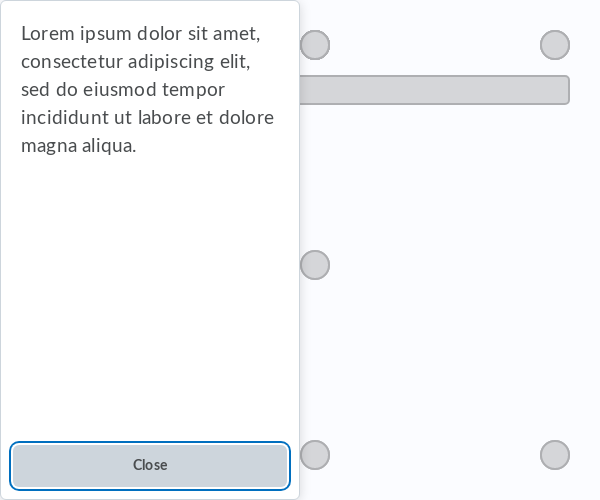 Lorem ipsum dolor sit amet,
consectetur adipiscing elit,
sed do eiusmod tempor
incididunt ut labore et dolore
magna aliqua.
Close